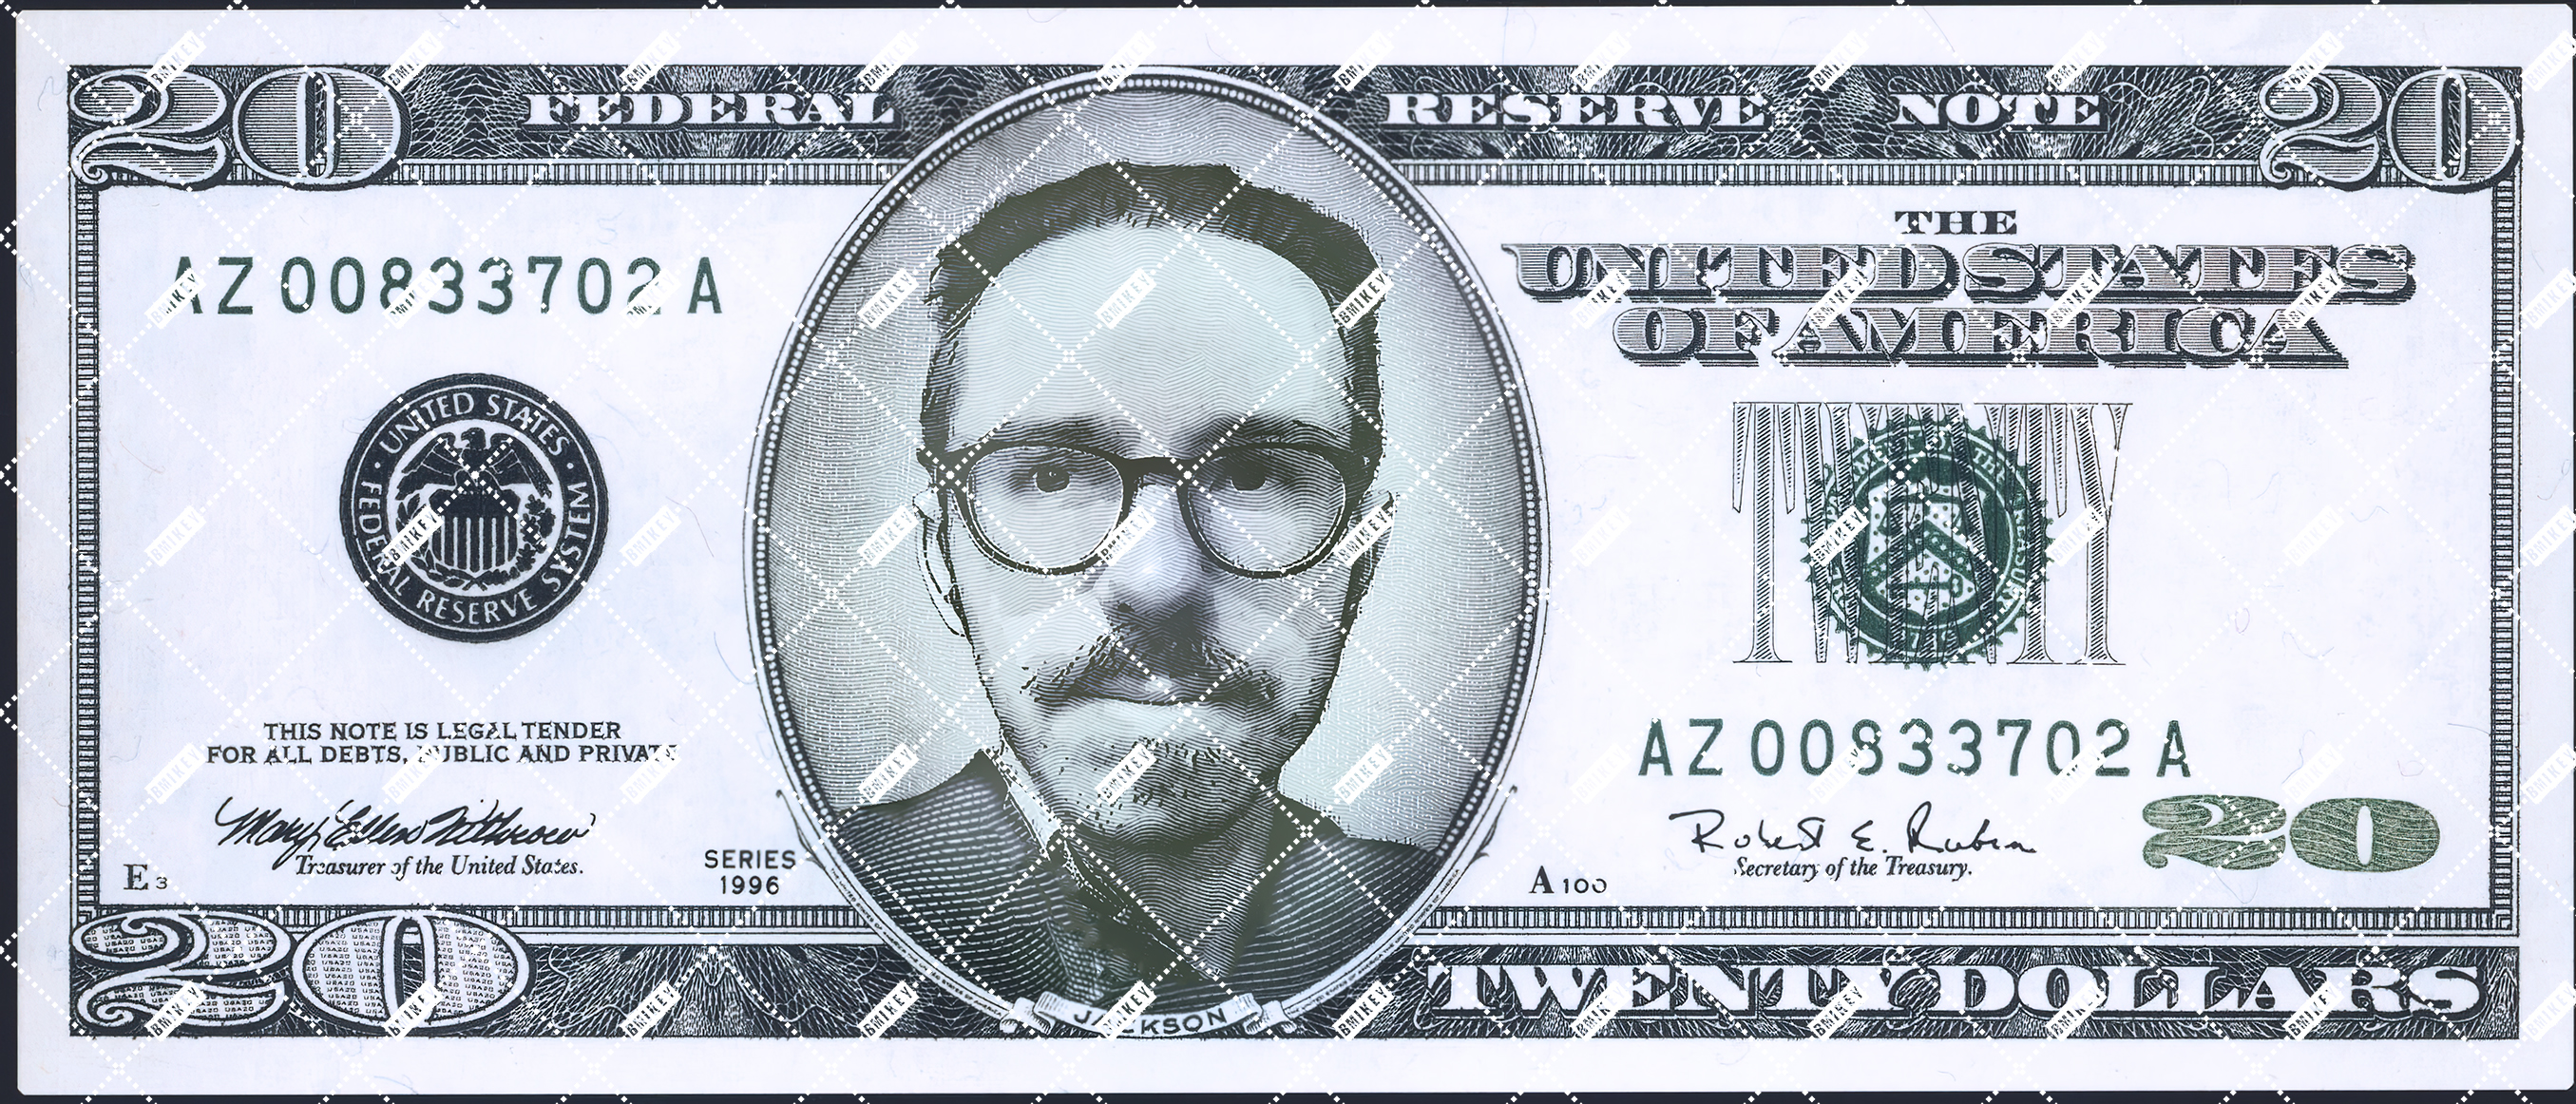 20 FEDERAL RESERVE NOTE 20
THE
UNITED STATES
OF AMERICA
AZ 00833702 A
UNITED STATES
FEDERAL RESERVE SYSTEM
TWENTY
THIS NOTE IS LEGAL TENDER
FOR ALL DEBTS, PUBLIC AND PRIVATE
AZ 00833702 A
Mary Ellen Withrow
Treasurer of the United States.
Robert E. Rubin
Secretary of the Treasury.
20
E3
SERIES
1996
A100
20
JACKSON
TWENTY DOLLARS
USA20
BMIKEY